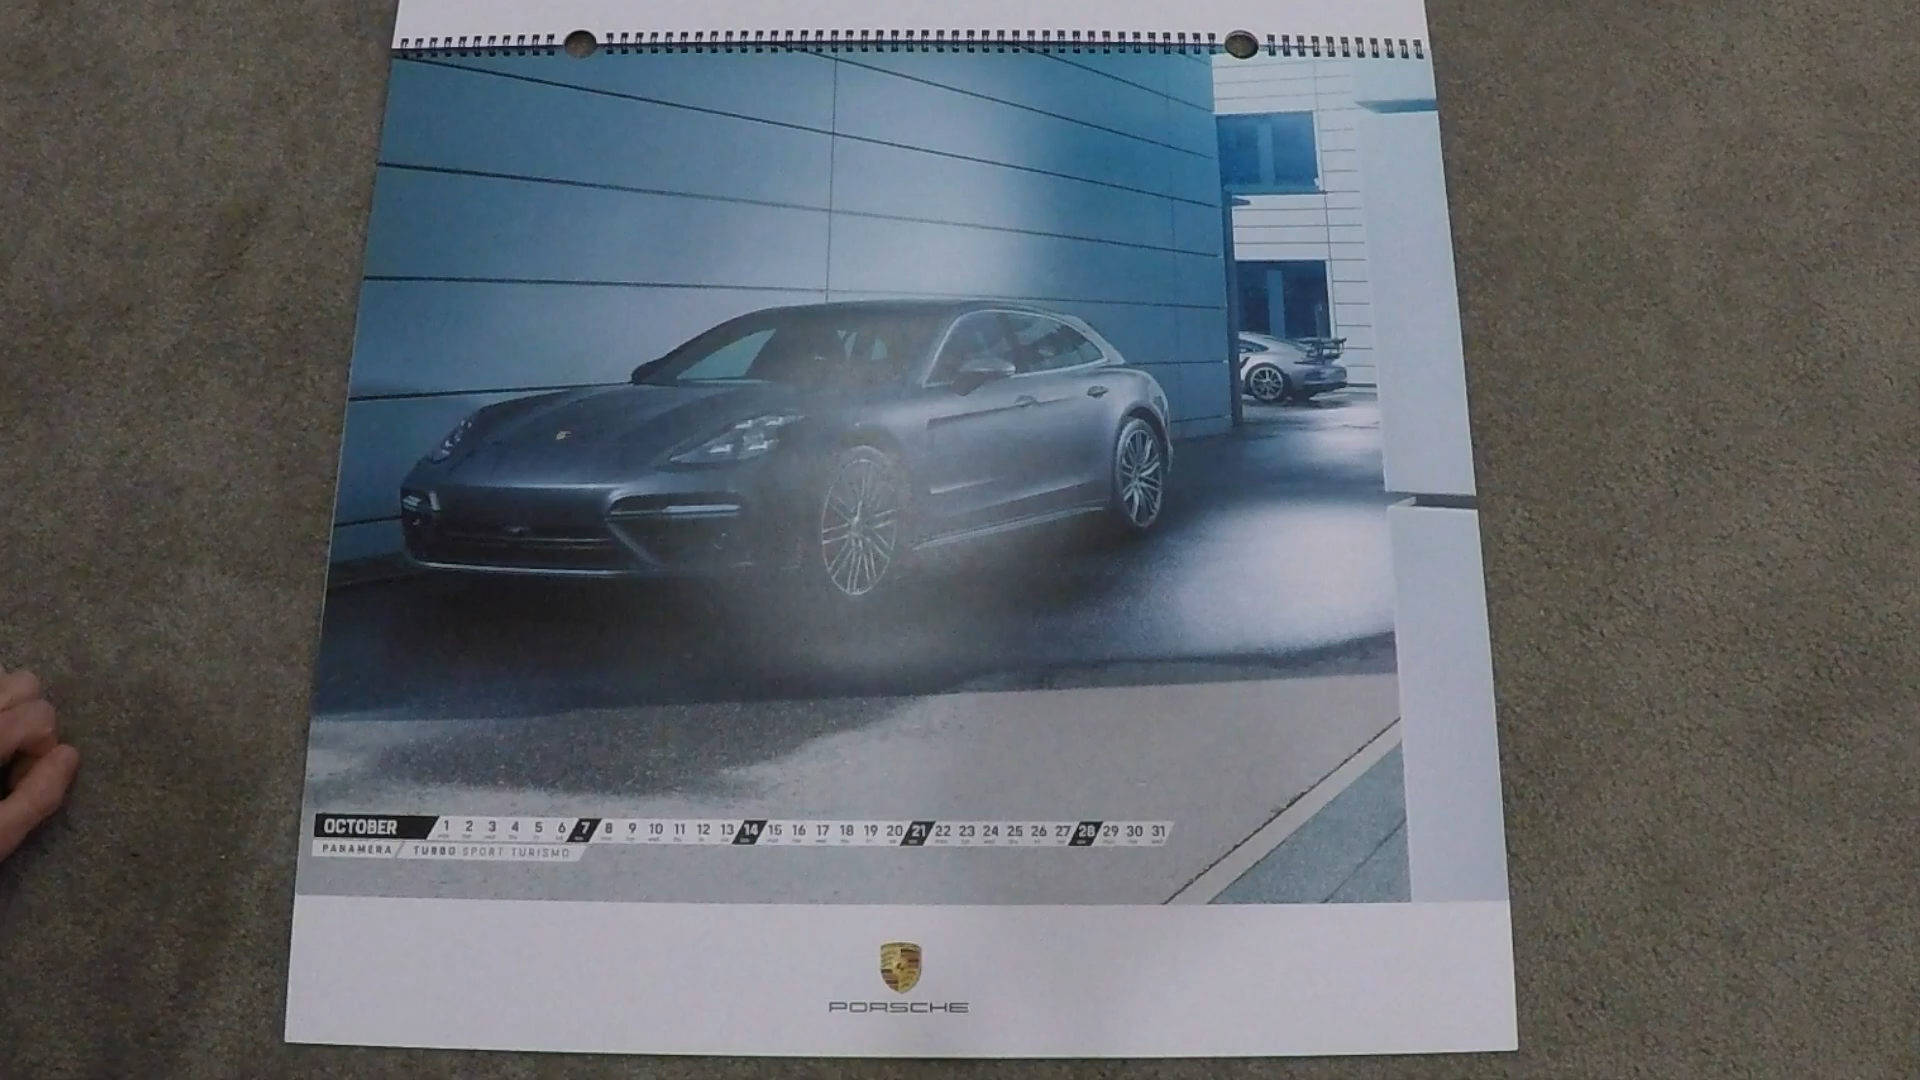 OCTOBER 1 2 3 4 5 6 7 8 9 10 11 12 13 14 15 16 17 18 19 20 21 22 23 24 25 26 27 28 29 30 31
PANAMERA / TURBO SPORT TURISMO
PORSCHE